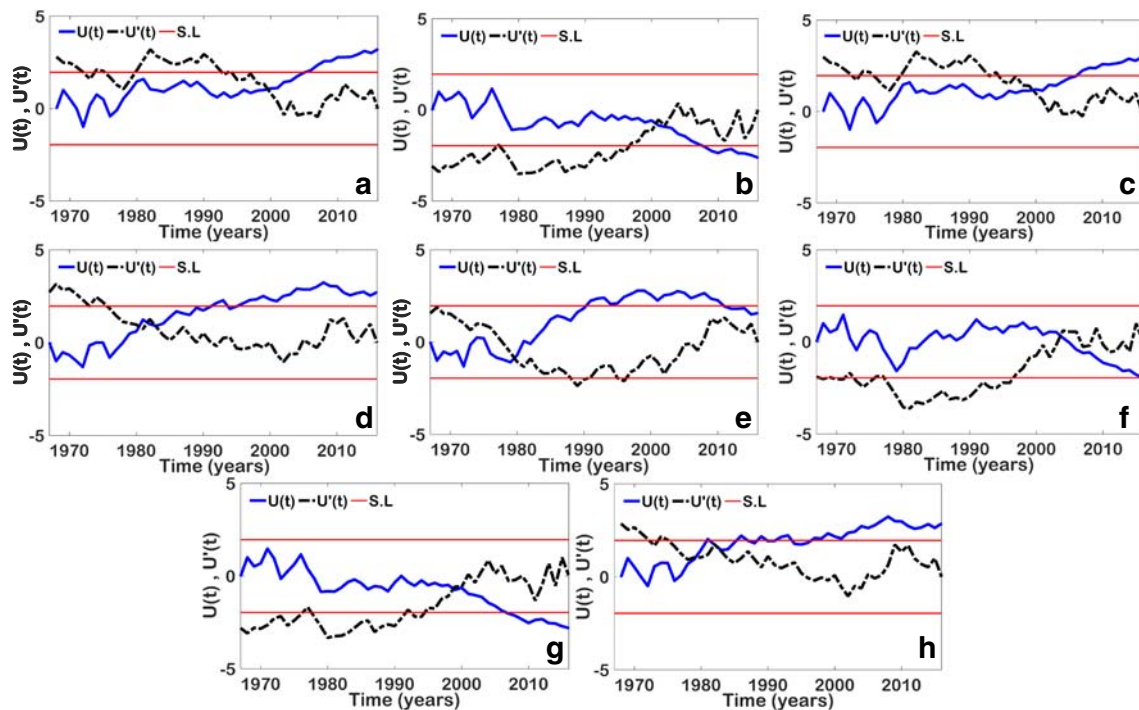 5
U(t) U'(t) S.L
U(t) , U'(t)
0
-5
1970 1980 1990 2000 2010
Time (years)
a
5
U(t) U'(t) S.L
U(t) , U'(t)
0
-5
1970 1980 1990 2000 2010
Time (years)
b
5
U(t) U'(t) S.L
U(t) , U'(t)
0
-5
1970 1980 1990 2000 2010
Time (years)
c
5
U(t) U'(t) S.L
U(t) , U'(t)
0
-5
1970 1980 1990 2000 2010
Time (years)
d
5
U(t) U'(t) S.L
U(t) , U'(t)
0
-5
1970 1980 1990 2000 2010
Time (years)
e
5
U(t) U'(t) S.L
U(t) , U'(t)
0
-5
1970 1980 1990 2000 2010
Time (years)
f
5
U(t) U'(t) S.L
U(t) , U'(t)
0
-5
1970 1980 1990 2000 2010
Time (years)
g
5
U(t) U'(t) S.L
U(t) , U'(t)
0
-5
1970 1980 1990 2000 2010
Time (years)
h